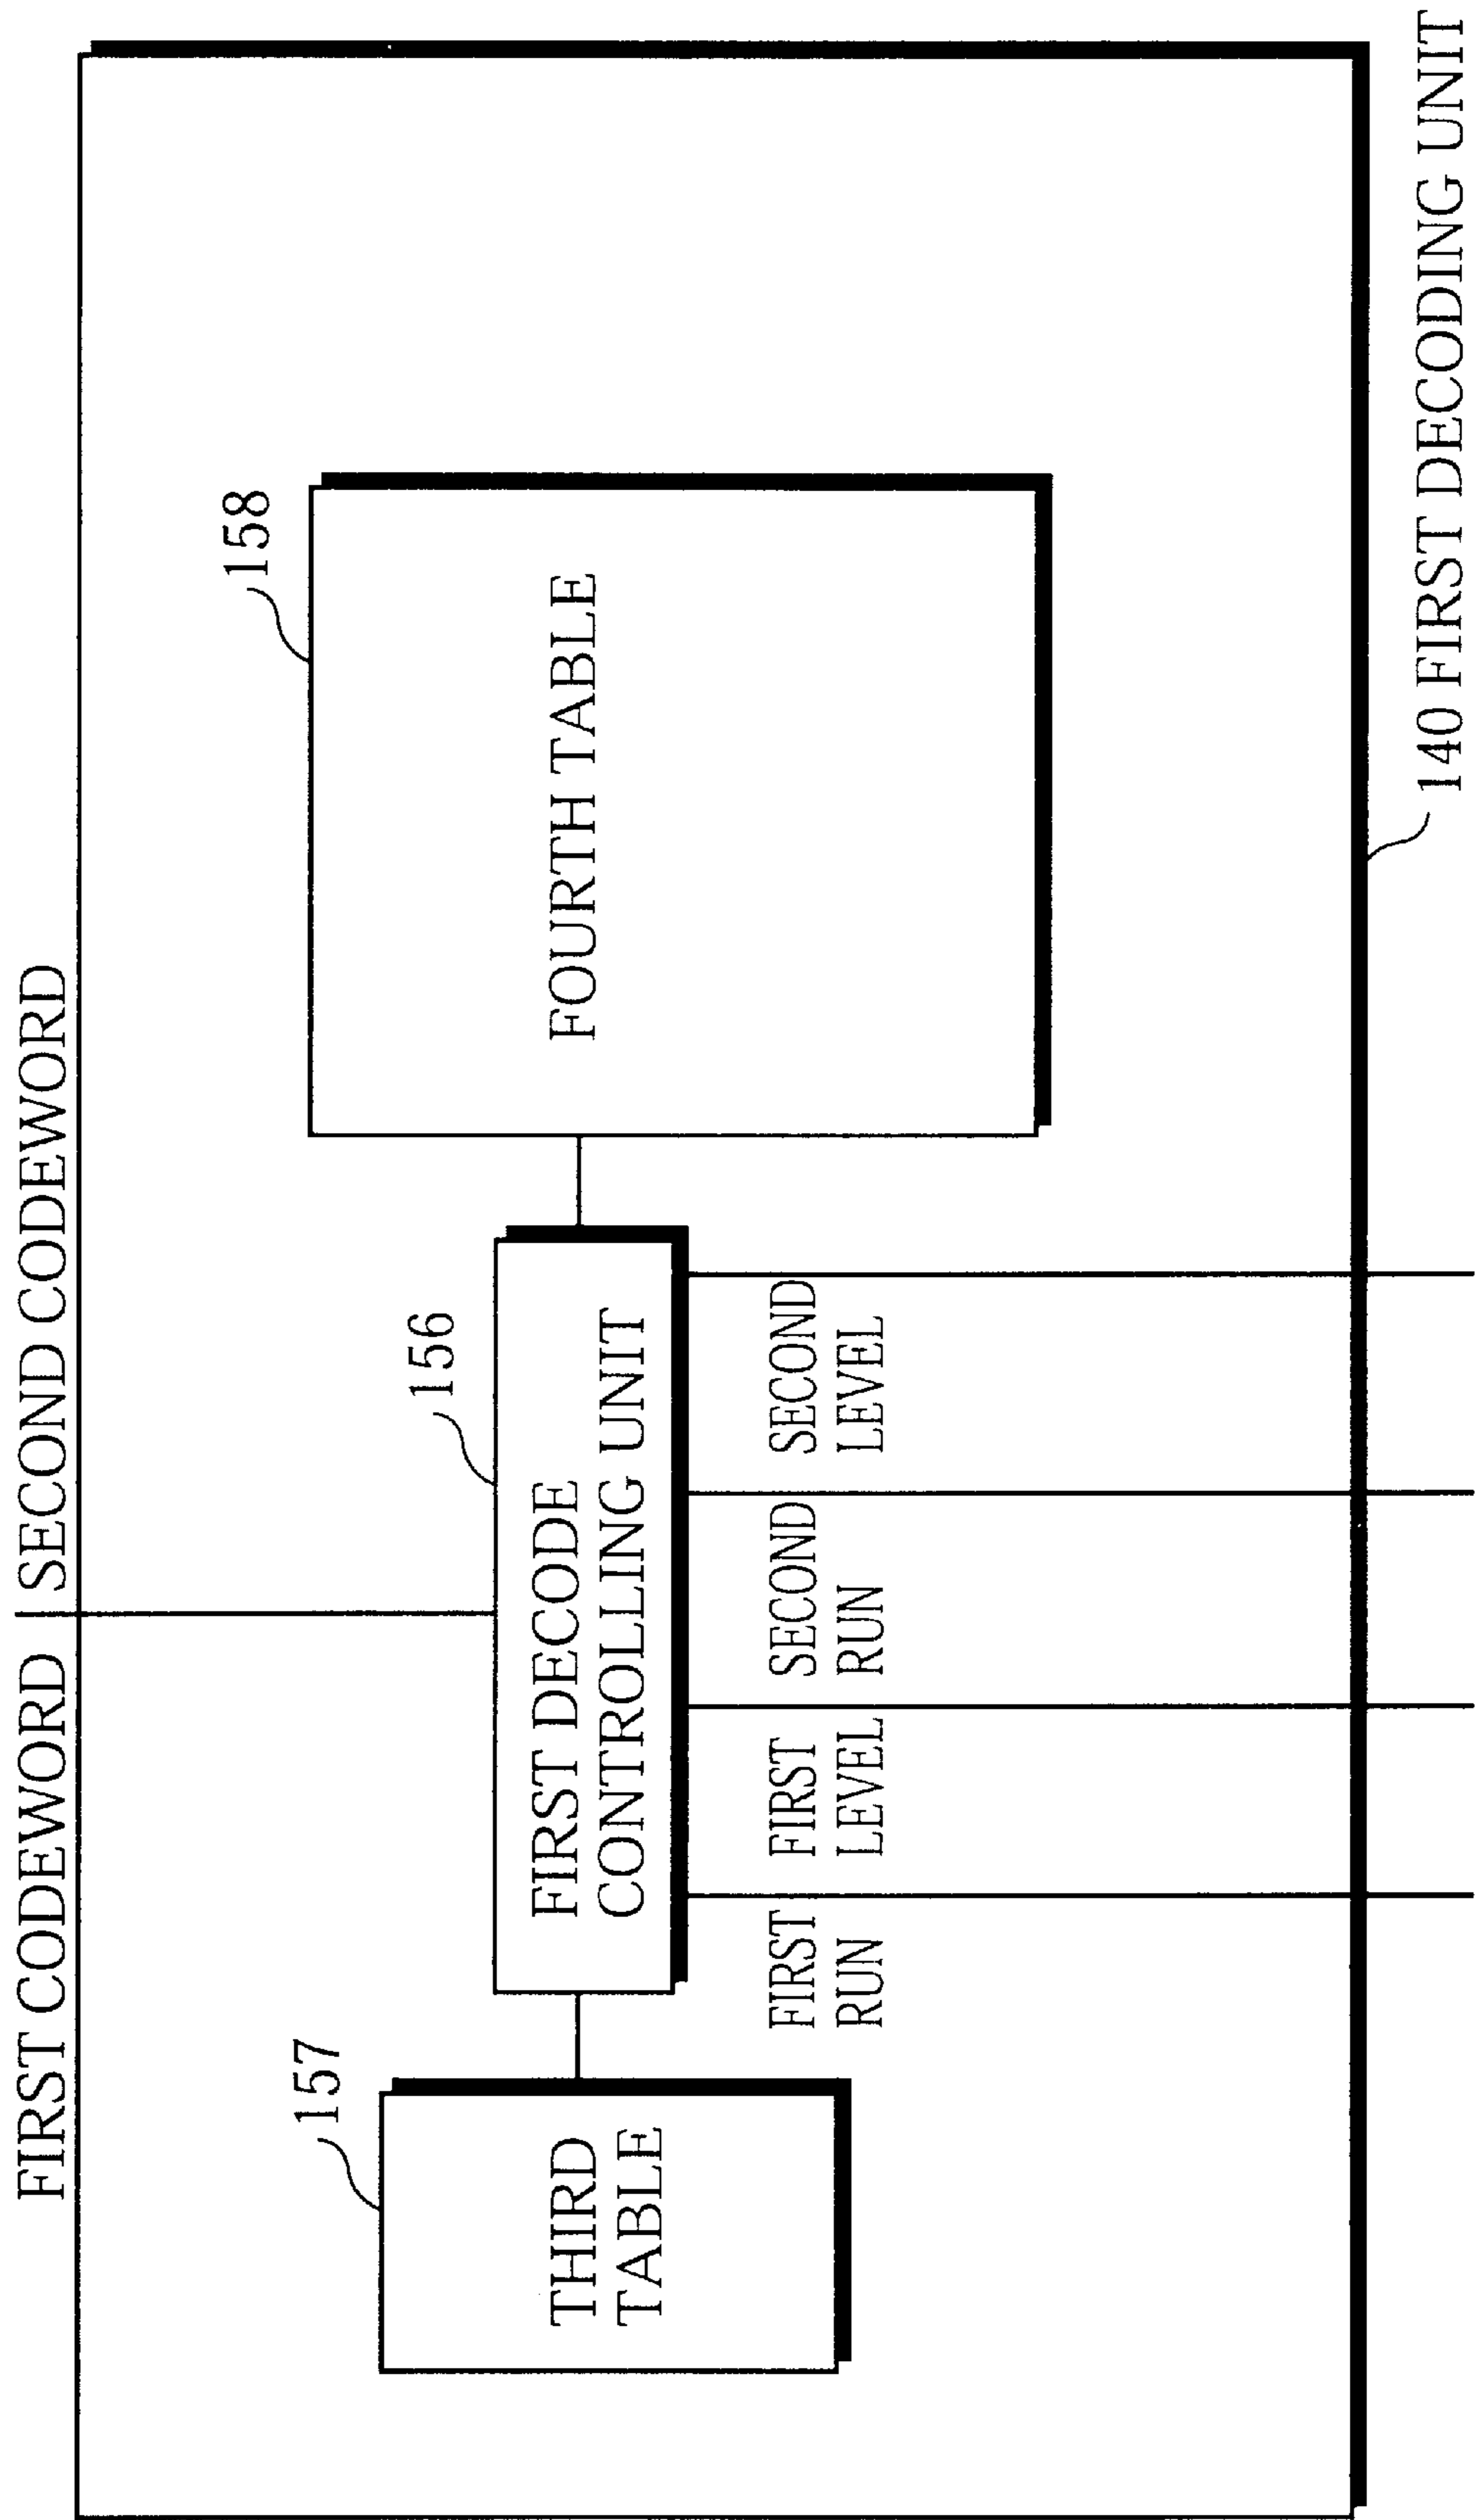 FIRST CODEWORD SECOND CODEWORD
158
156
157
THIRD
TABLE
FIRST DECODE
CONTROLLING UNIT
FOURTH TABLE
FIRST
RUN
FIRST
LEVEL
SECOND
RUN
SECOND
LEVEL
140 FIRST DECODING UNIT